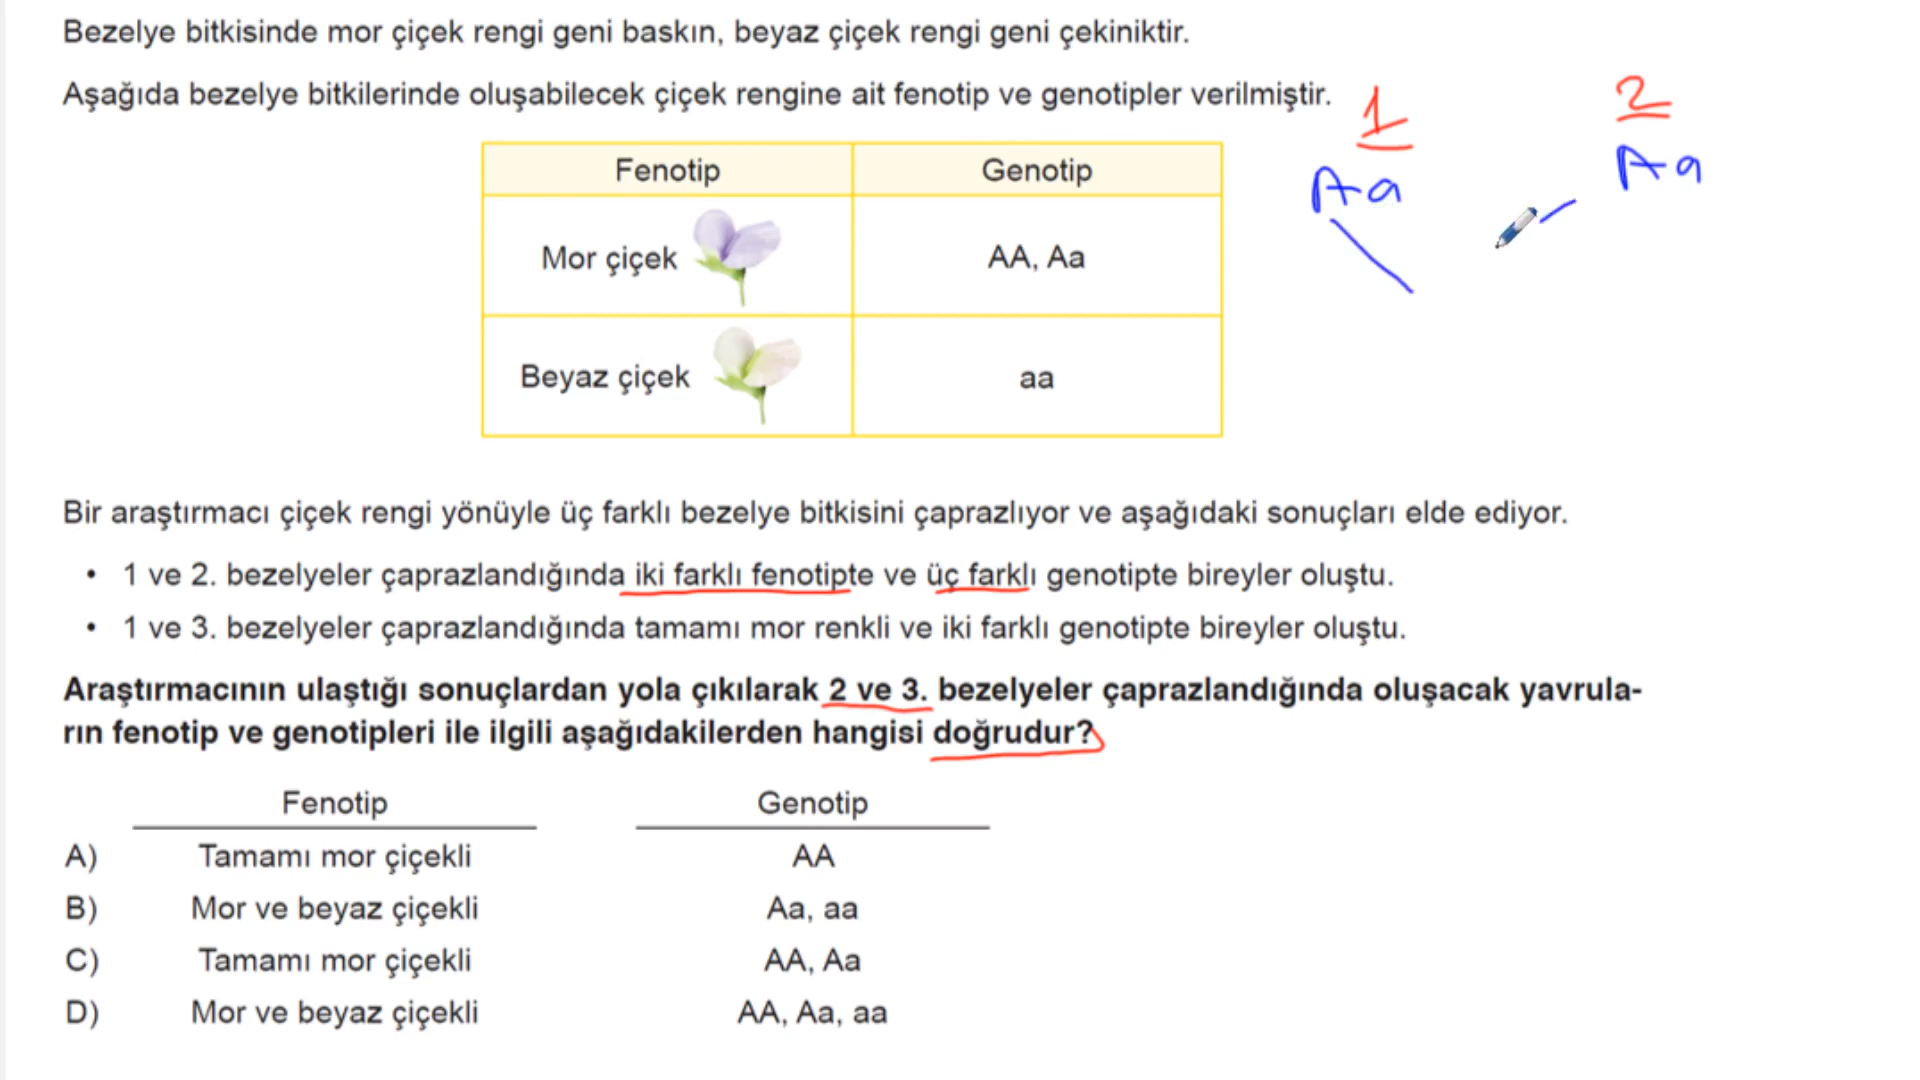 Bezelye bitkisinde mor çiçek rengi geni baskın, beyaz çiçek rengi geni çekiniktir.
Aşağıda bezelye bitkilerinde oluşabilecek çiçek rengine ait fenotip ve genotipler verilmiştir.
1 2
Aa Aa
Fenotip Genotip
Mor çiçek AA, Aa
Beyaz çiçek aa
Bir araştırmacı çiçek rengi yönüyle üç farklı bezelye bitkisini çaprazlıyor ve aşağıdaki sonuçları elde ediyor.
• 1 ve 2. bezelyeler çaprazlandığında iki farklı fenotipte ve üç farklı genotipte bireyler oluştu.
• 1 ve 3. bezelyeler çaprazlandığında tamamı mor renkli ve iki farklı genotipte bireyler oluştu.
Araştırmacının ulaştığı sonuçlardan yola çıkılarak 2 ve 3. bezelyeler çaprazlandığında oluşacak yavrula-
rın fenotip ve genotipleri ile ilgili aşağıdakilerden hangisi doğrudur?
Fenotip Genotip
A) Tamamı mor çiçekli AA
B) Mor ve beyaz çiçekli Aa, aa
C) Tamamı mor çiçekli AA, Aa
D) Mor ve beyaz çiçekli AA, Aa, aa